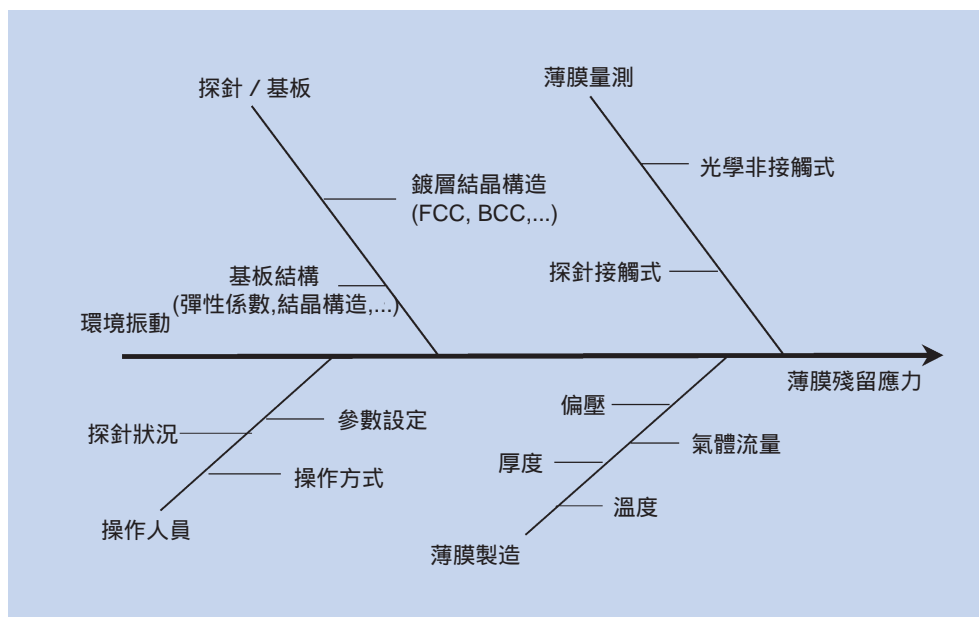 薄膜量測
探針 / 基板
光學非接觸式
鍍層結晶構造
(FCC, BCC,...)
探針接觸式
基板結構
(彈性係數,結晶構造,...)
環境振動
薄膜殘留應力
偏壓
參數設定
探針狀況
氣體流量
厚度
操作方式
溫度
操作人員
薄膜製造